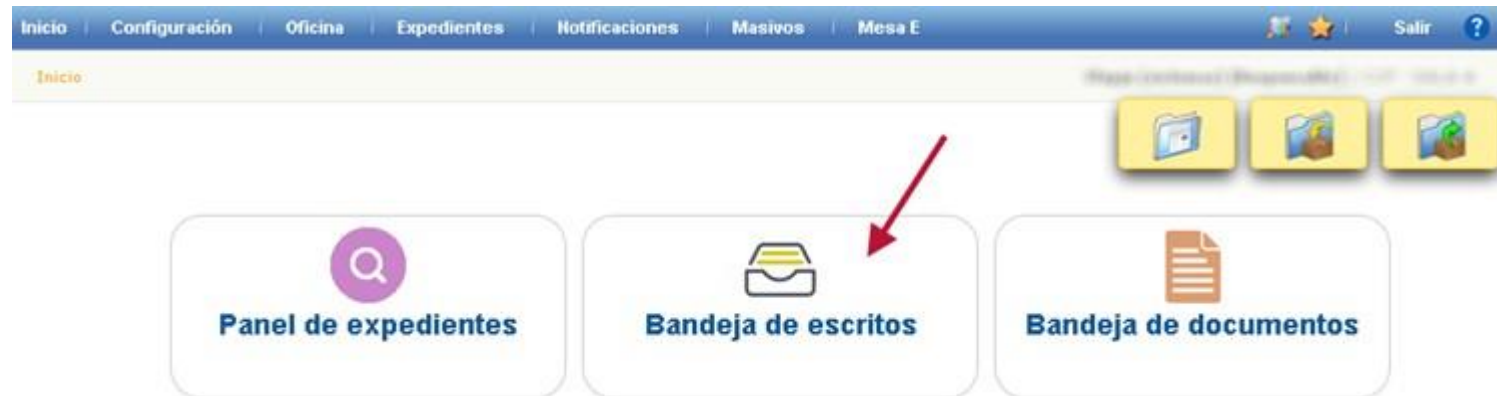 Inicio Configuración Oficina Expedientes Notificaciones Masivos Mesa E Salir ?
Inicio
Panel de expedientes Bandeja de escritos Bandeja de documentos